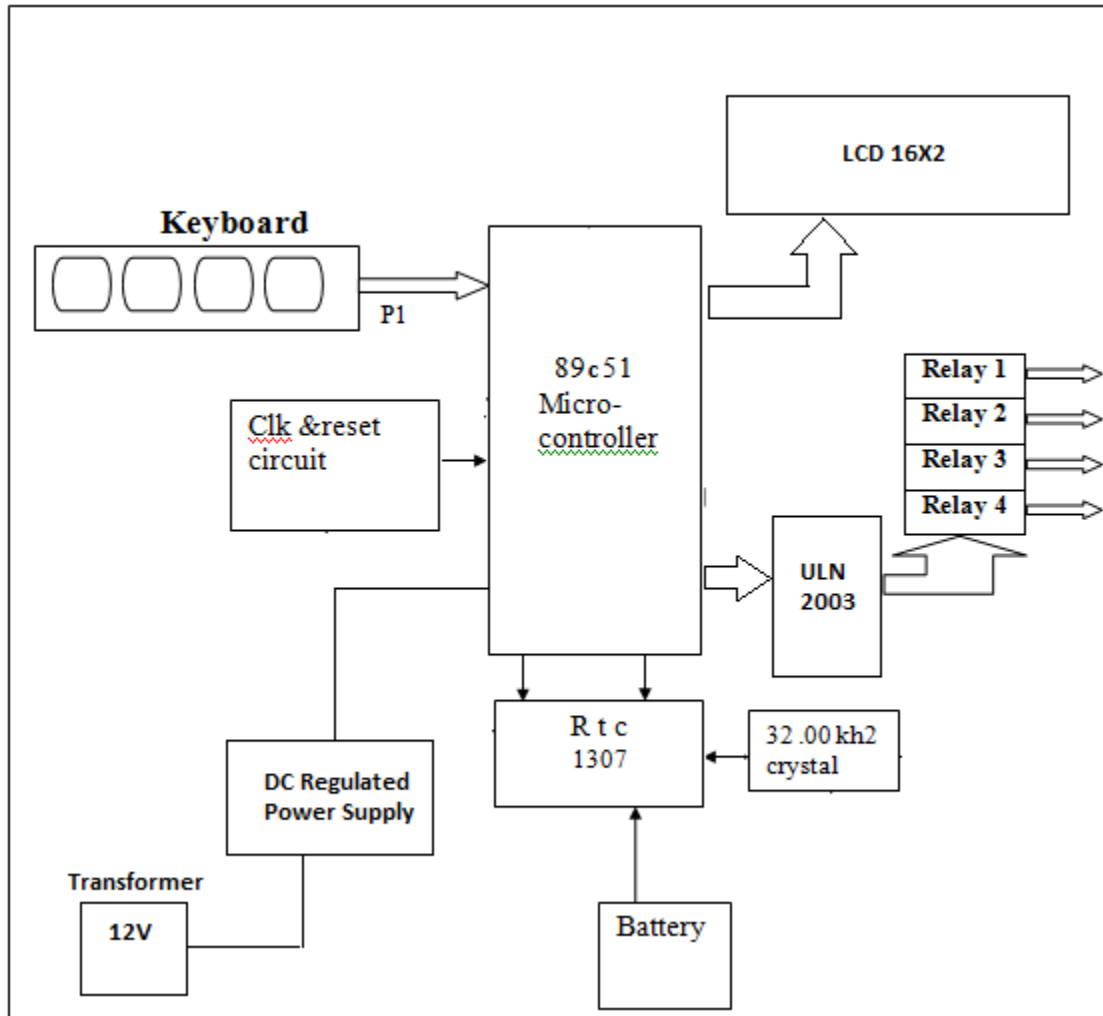 LCD 16X2
Keyboard
P1
89c51
Micro-
controller
Clk &reset
circuit
Relay 1
Relay 2
Relay 3
Relay 4
ULN
2003
R t c
1307
32 .00 kh2
crystal
DC Regulated
Power Supply
Transformer
12V
Battery